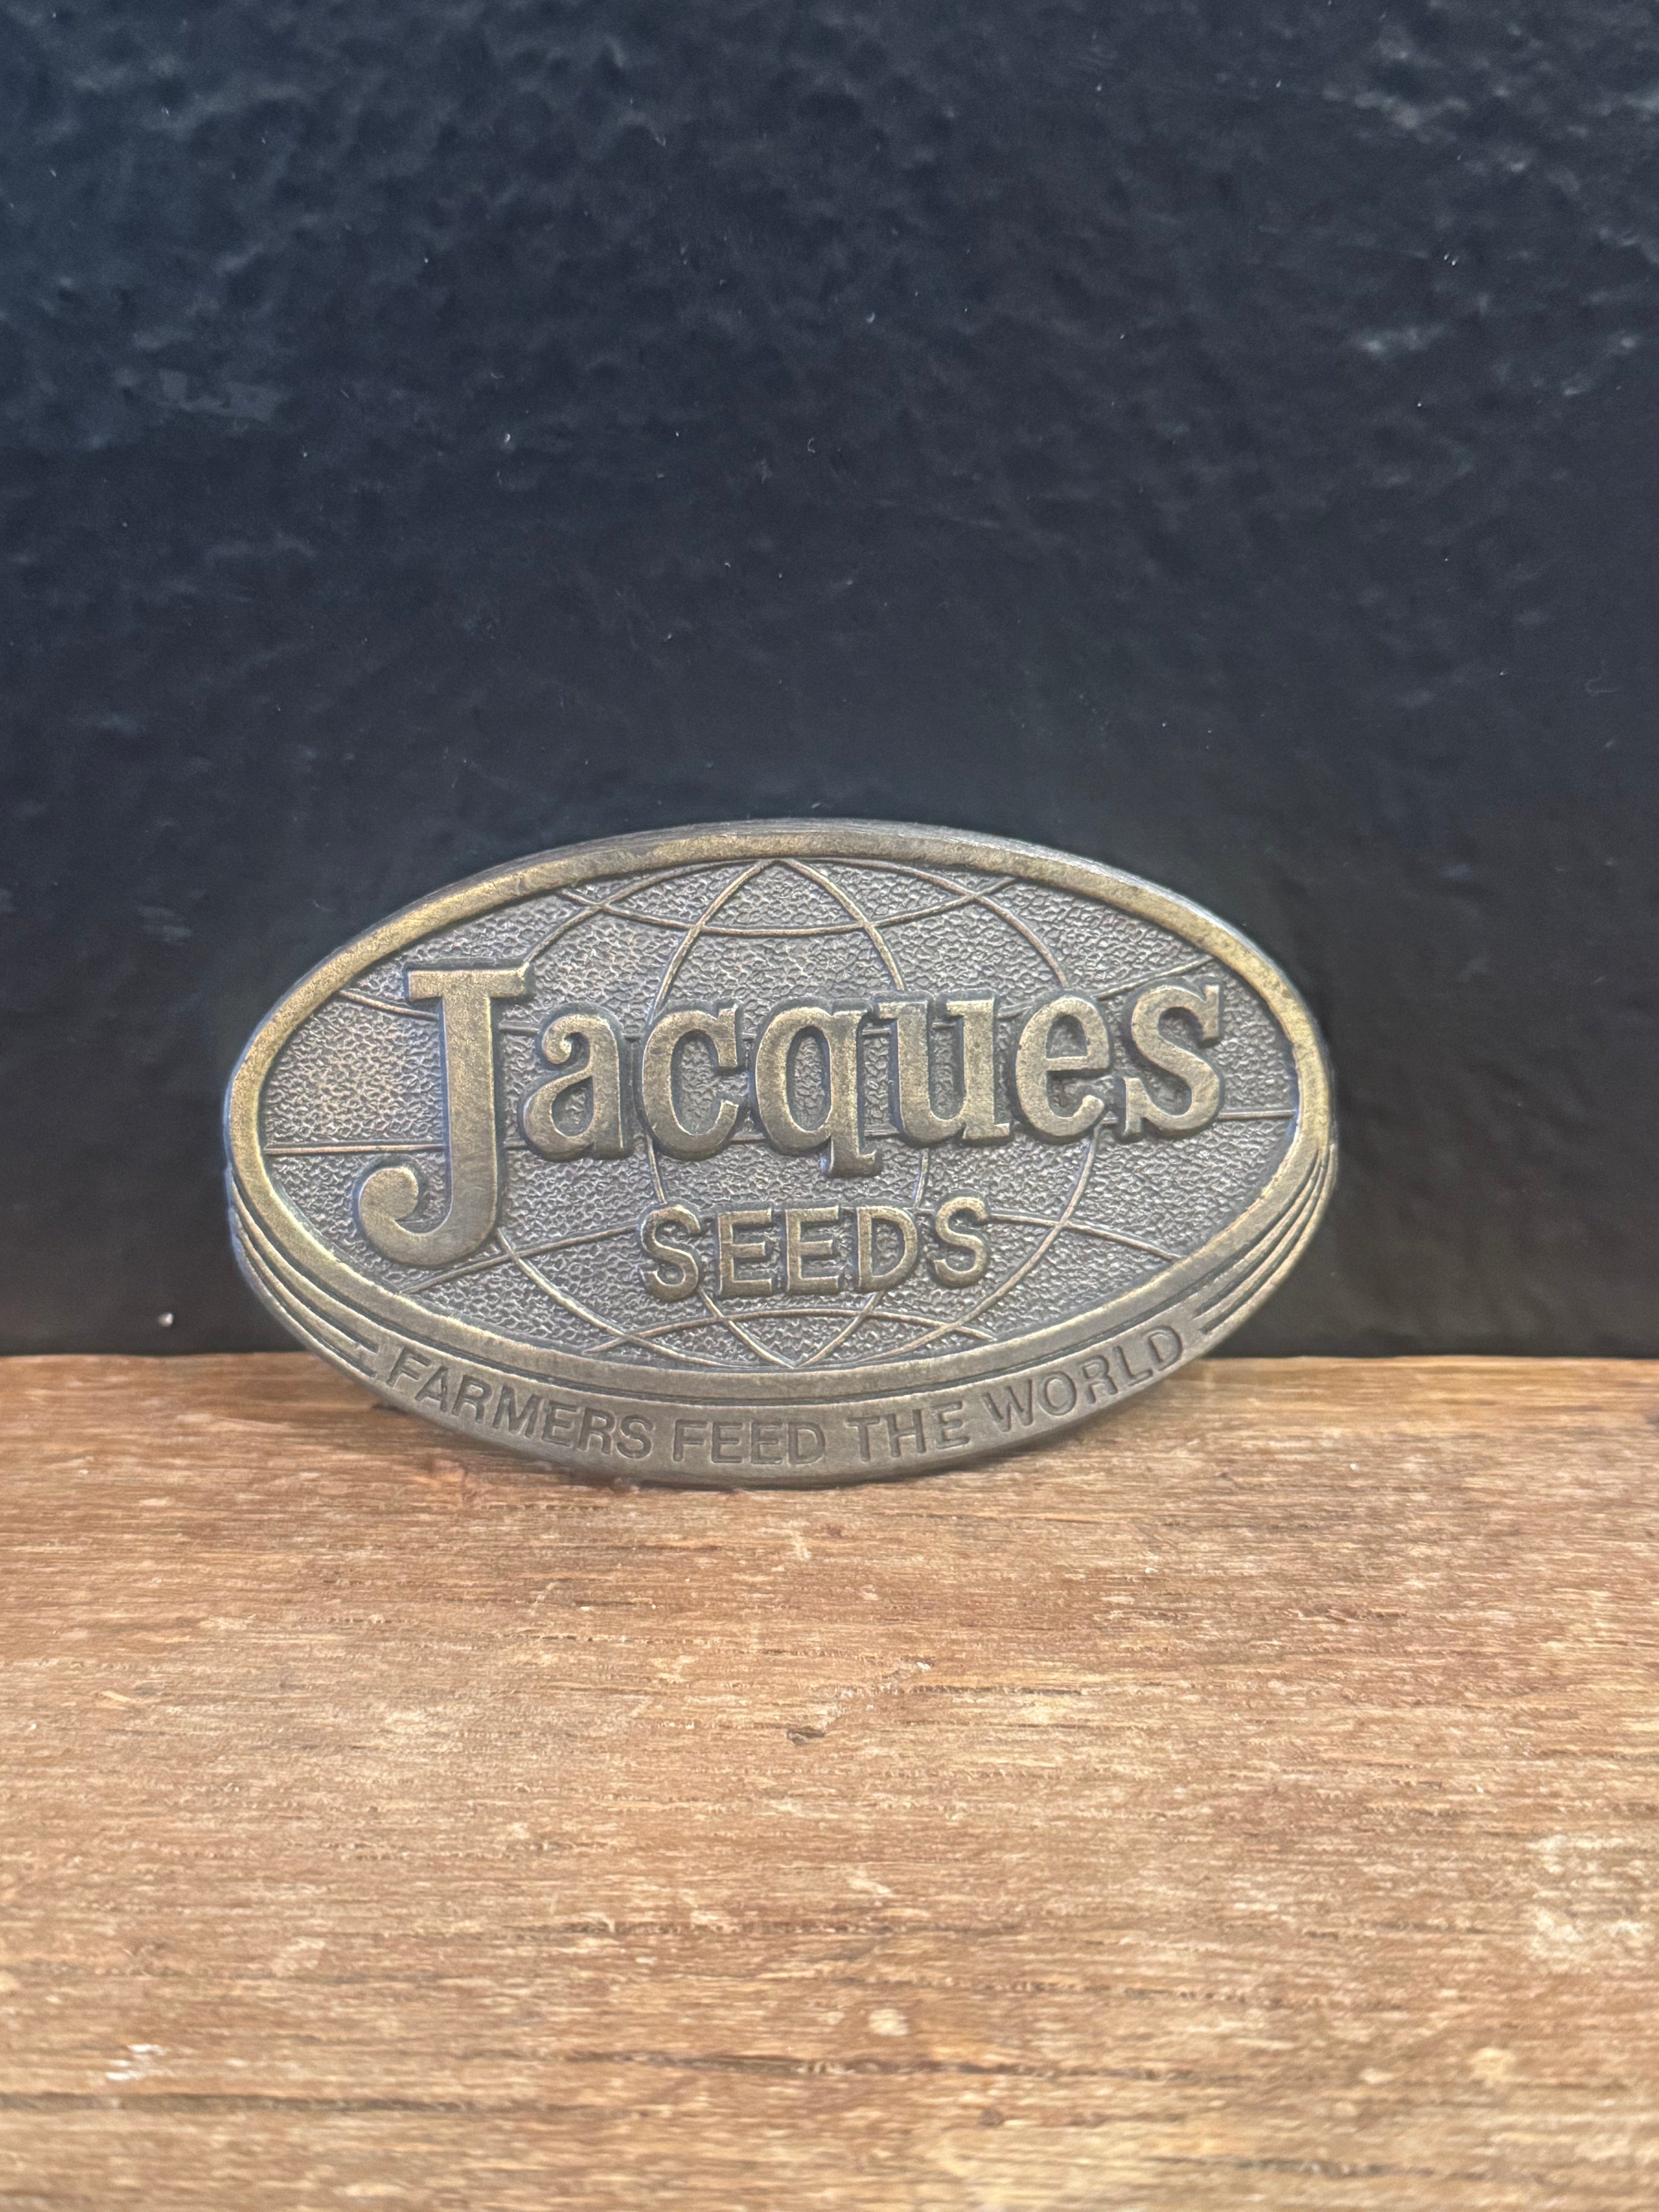 Jacques
SEEDS
FARMERS FEED THE WORLD